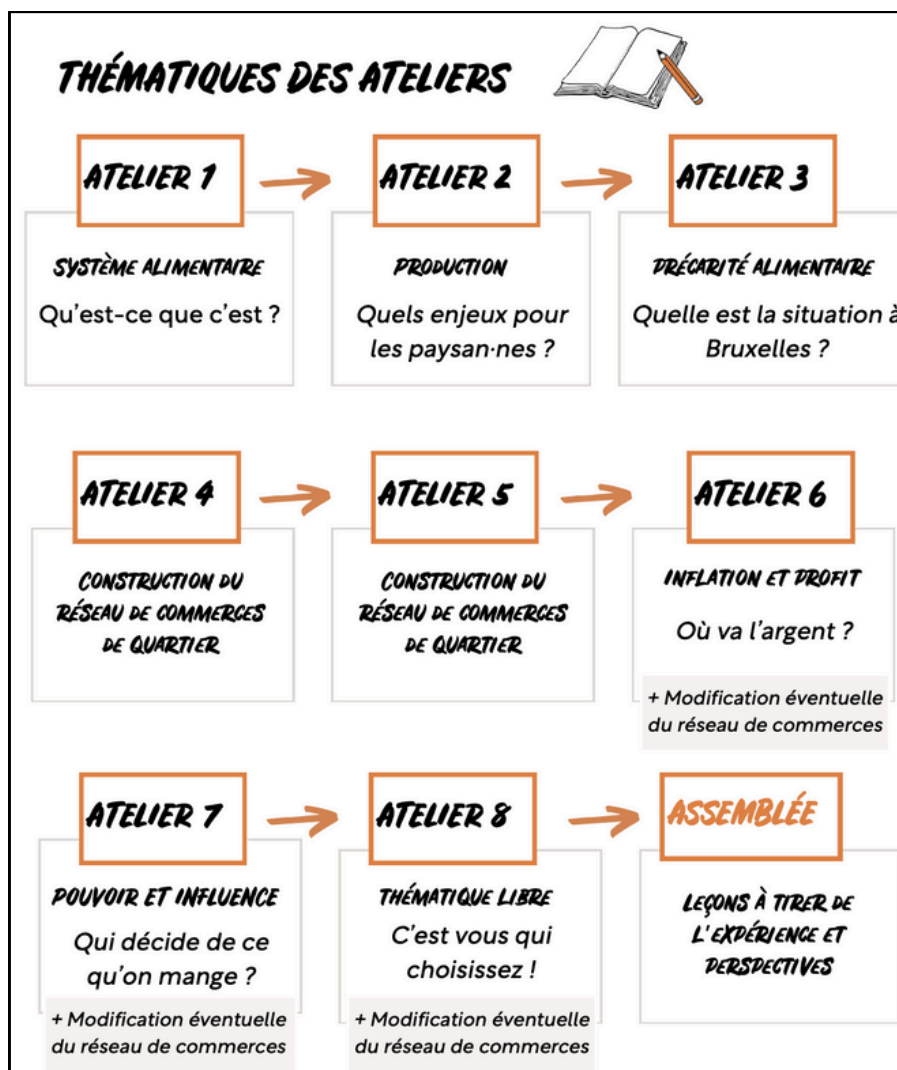 THÉMATIQUES DES ATELIERS
ATELIER 1
SYSTÈME ALIMENTAIRE
Qu'est-ce que c'est ?
ATELIER 2
PRODUCTION
Quels enjeux pour
les paysan·nes ?
ATELIER 3
PRÉCARITÉ ALIMENTAIRE
Quelle est la situation à
Bruxelles ?
ATELIER 4
CONSTRUCTION DU
RÉSEAU DE COMMERCES
DE QUARTIER
ATELIER 5
CONSTRUCTION DU
RÉSEAU DE COMMERCES
DE QUARTIER
ATELIER 6
INFLATION ET PROFIT
Où va l'argent ?
+ Modification éventuelle
du réseau de commerces
ATELIER 7
POUVOIR ET INFLUENCE
Qui décide de ce
qu'on mange ?
+ Modification éventuelle
du réseau de commerces
ATELIER 8
THÉMATIQUE LIBRE
C'est vous qui
choisissez !
+ Modification éventuelle
du réseau de commerces
ASSEMBLÉE
LEÇONS À TIRER DE
L'EXPÉRIENCE ET
PERSPECTIVES